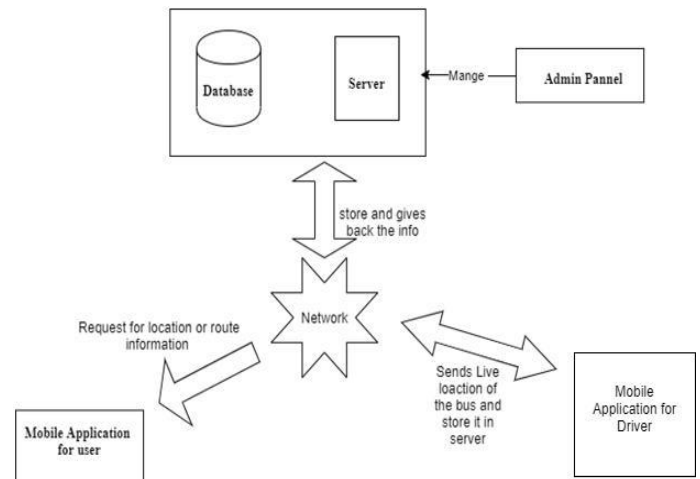 Database
Server
Mange
Admin Pannel
store and gives
back the info
Network
Request for location or route
information
Sends Live
loaction of
the bus and
store it in
server
Mobile
Application for
Driver
Mobile Application
for user